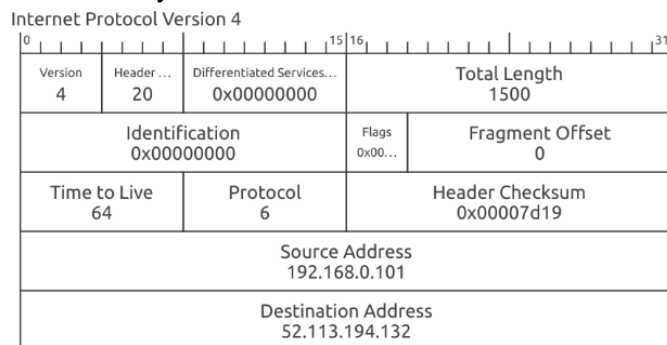 Internet Protocol Version 4
0 15 16 31
Version Header ... Differentiated Services... Total Length
4 20 0x00000000 1500
Identification Flags Fragment Offset
0x00000000 0x00... 0
Time to Live Protocol Header Checksum
64 6 0x00007d19
Source Address
192.168.0.101
Destination Address
52.113.194.132